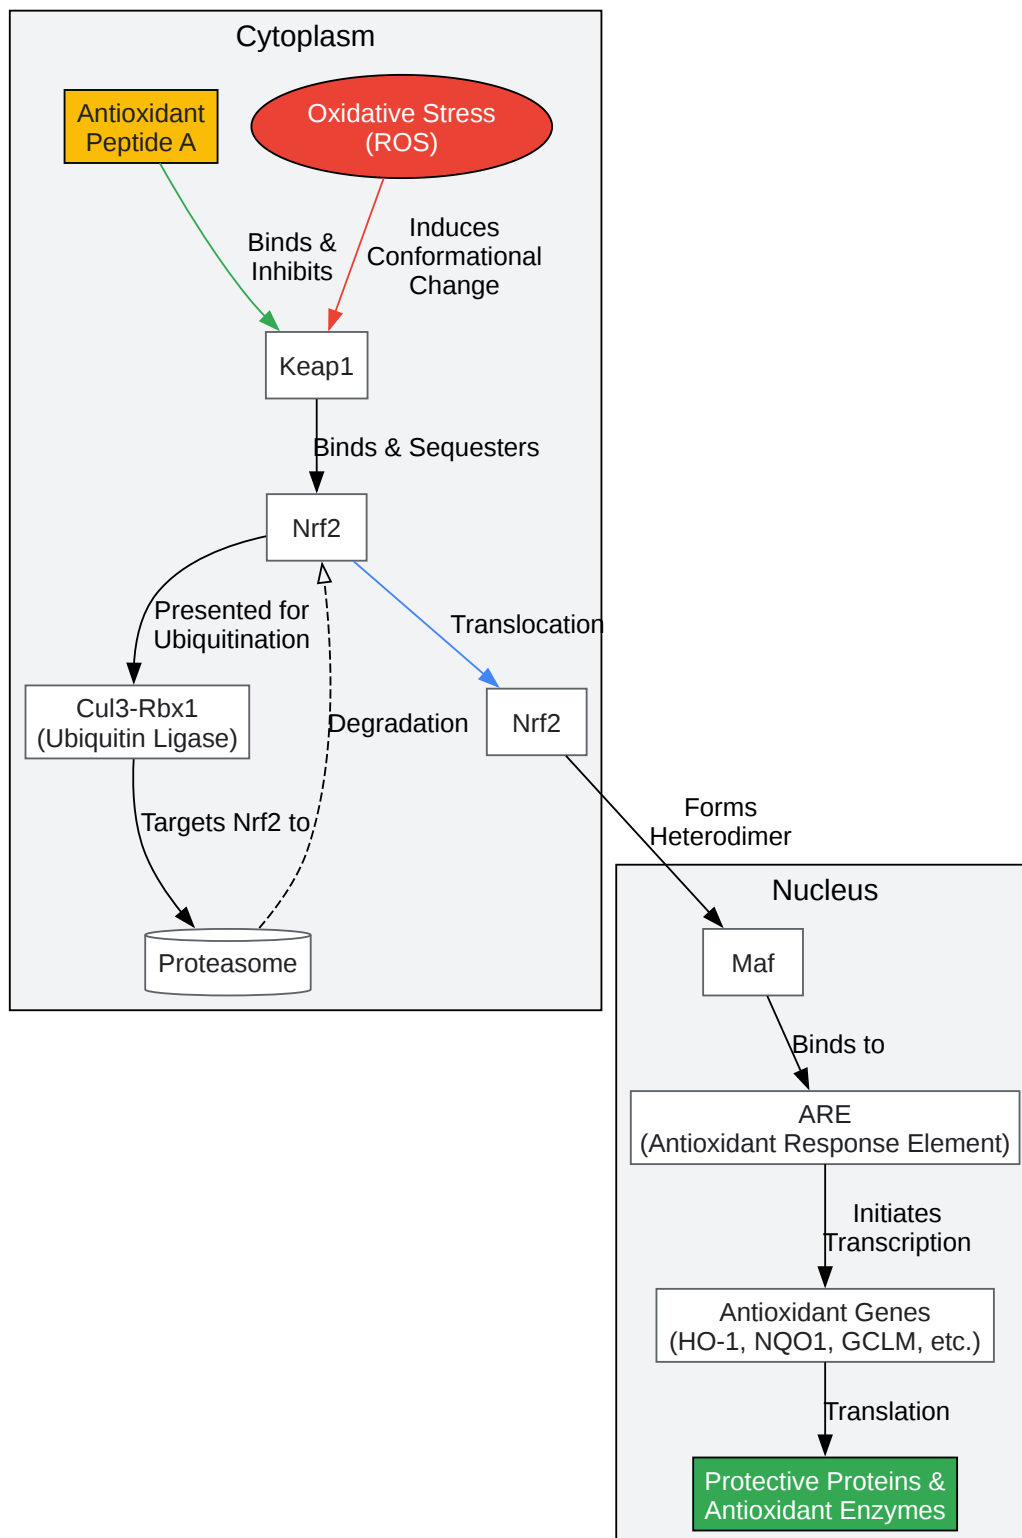 Cytoplasm
Antioxidant
Peptide A
Oxidative Stress
(ROS)
Binds &
Inhibits
Induces
Conformational
Change
Keap1
Binds & Sequesters
Nrf2
Presented for
Ubiquitination
Translocation
Cul3-Rbx1
(Ubiquitin Ligase)
Degradation
Nrf2
Targets Nrf2 to
Forms
Heterodimer
Proteasome
Nucleus
Maf
Binds to
ARE
(Antioxidant Response Element)
Initiates
Transcription
Antioxidant Genes
(HO-1, NQO1, GCLM, etc.)
Translation
Protective Proteins &
Antioxidant Enzymes